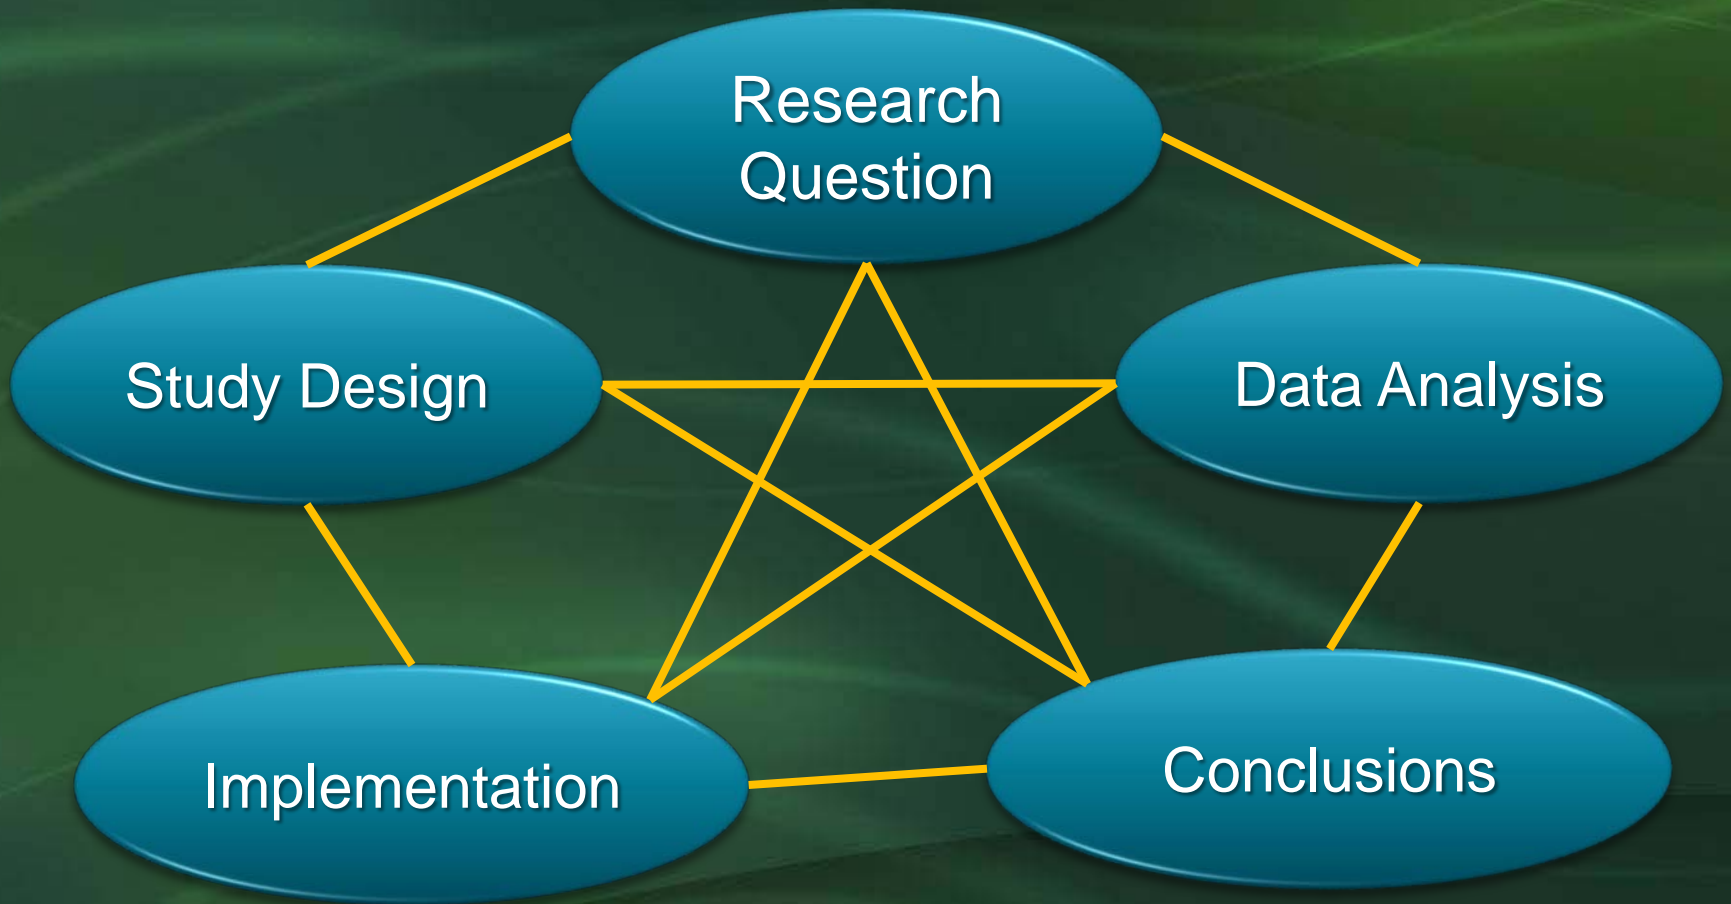 Research
Question
Study Design
Data Analysis
Implementation
Conclusions